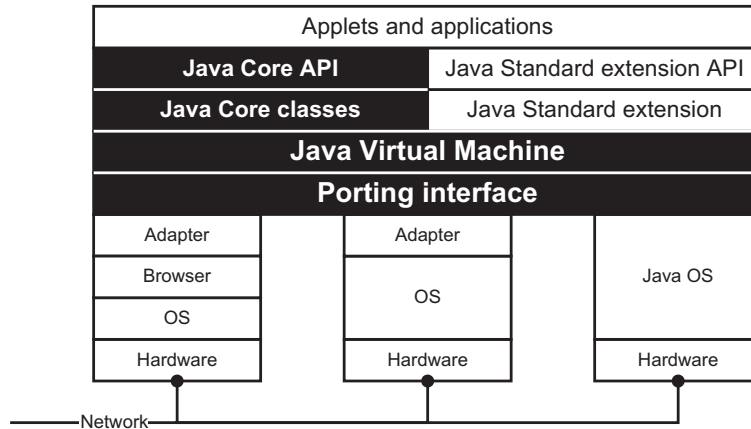 Applets and applications
Java Core API
Java Standard extension API
Java Core classes
Java Standard extension
Java Virtual Machine
Porting interface
Adapter
Browser
OS
Hardware
Adapter
OS
Hardware
Java OS
Hardware
Network